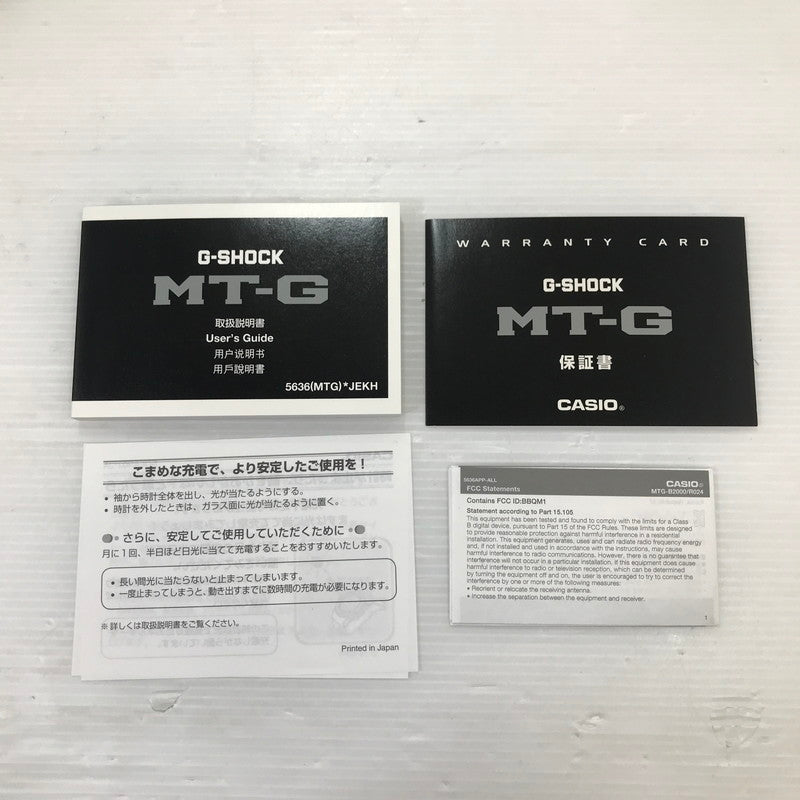 G-SHOCK
MT-G
取扱説明書
User's Guide
用户说明书
用戶說明書
5636(MTG)*JEKH
WARRANTY CARD
G-SHOCK
MT-G
保証書
CASIO®
こまめな充電で、より安定したご使用を！
• 袖から時計全体を出し、光が当たるようにする。
• 時計を外したときは、ガラス面に光が当たるように置く。
さらに、安定してご使用していただくために
月に1回、半日ほど日光に当てて充電することをおすすめいたします。
• 長い間光に当たらないと止まってしまいます。
• 一度止まってしまうと、動き出すまでに数時間の充電が必要になります。
※ 詳しくは取扱説明書をご覧ください。
Printed in Japan
5636APP-ALL
CASIO®
FCC Statements
MTG-B2000/R024
Contains FCC ID:BBQM1
Statement according to Part 15.105
This equipment has been tested and found to comply with the limits for a Class
B digital device, pursuant to Part 15 of the FCC Rules. These limits are designed
to provide reasonable protection against harmful interference in a residential
installation. This equipment generates, uses and can radiate radio frequency energy
and, if not installed and used in accordance with the instructions, may cause
harmful interference to radio communications. However, there is no guarantee that
interference will not occur in a particular installation. If this equipment does cause
harmful interference to radio or television reception, which can be determined
by turning the equipment off and on, the user is encouraged to try to correct the
interference by one or more of the following measures:
• Reorient or relocate the receiving antenna.
• Increase the separation between the equipment and receiver.
1